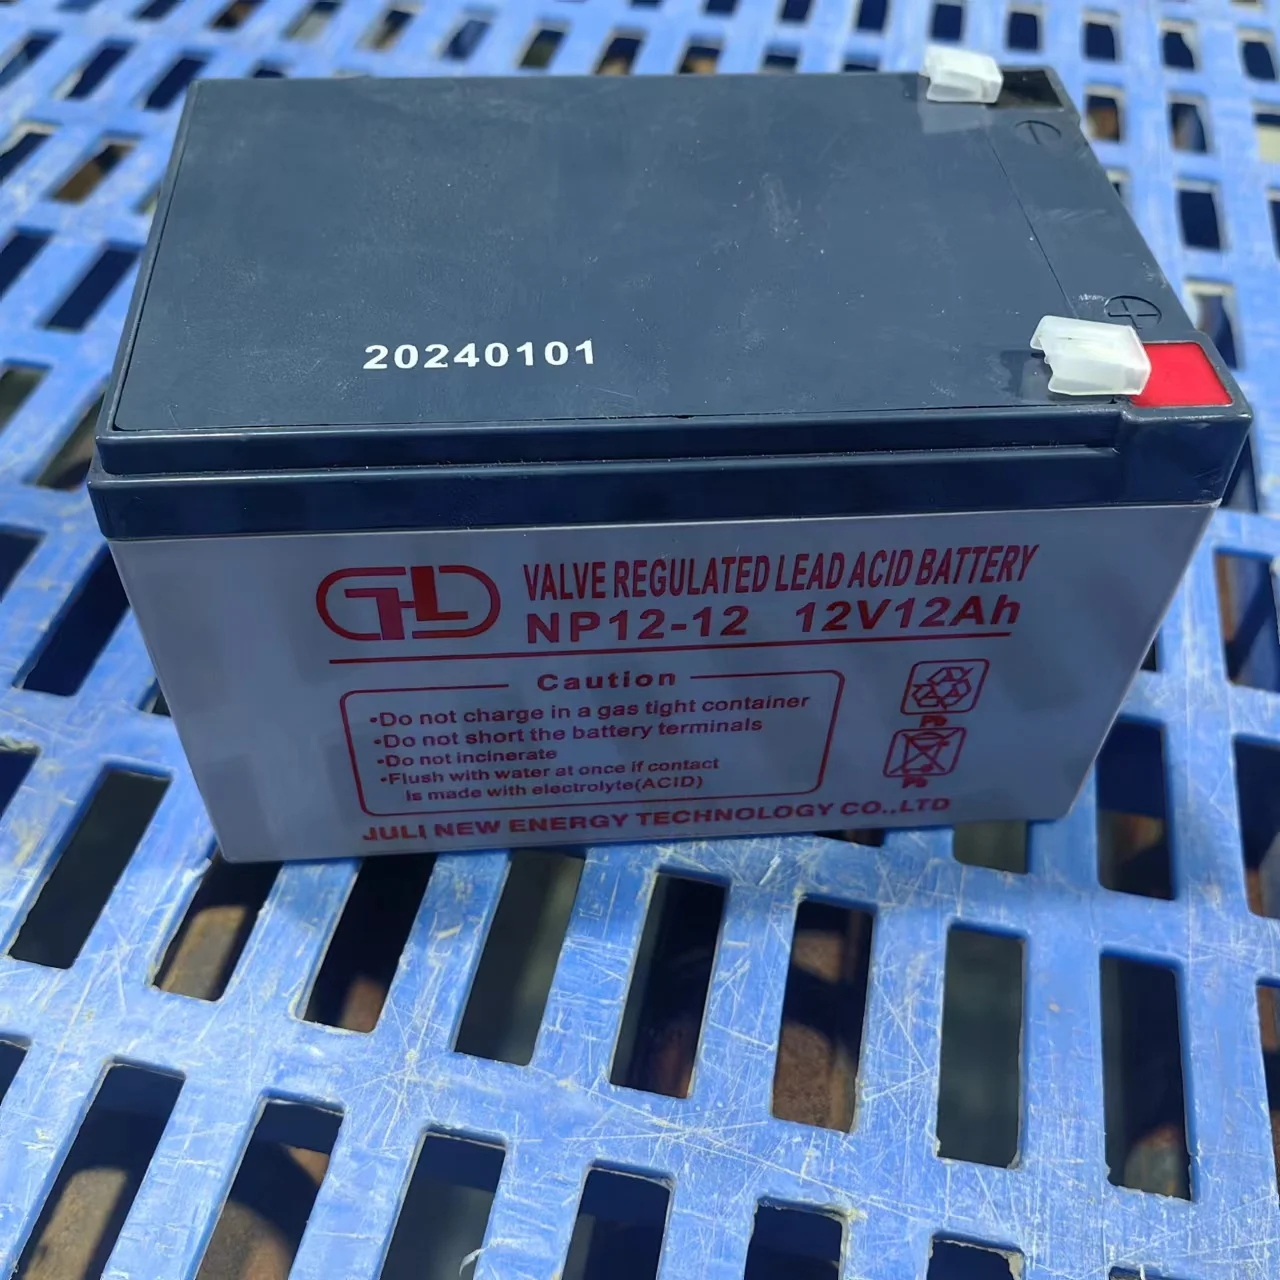 20240101
VALVE REGULATED LEAD ACID BATTERY
NP12-12 12V12Ah
Caution
•Do not charge in a gas tight container
•Do not short the battery terminals
•Do not incinerate
•Flush with water at once if contact
is made with electrolyte(ACID)
Pb
Pb
JULI NEW ENERGY TECHNOLOGY CO.,LTD